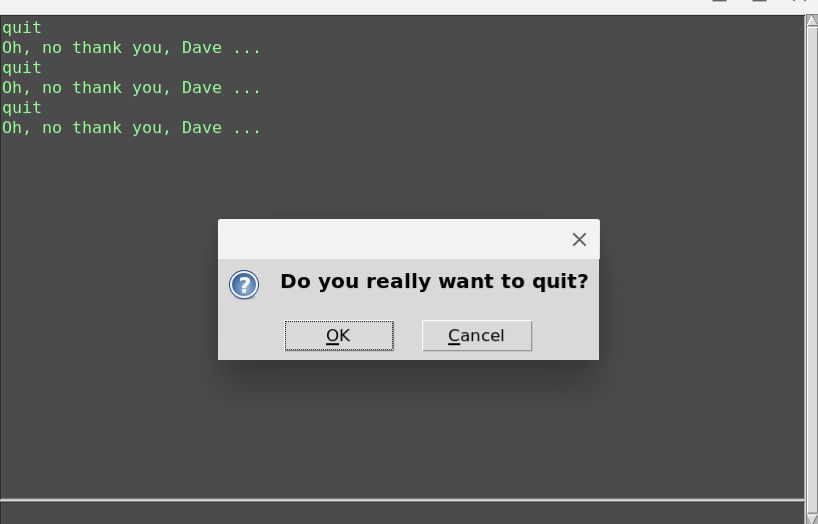 quit
Oh, no thank you, Dave ...
quit
Oh, no thank you, Dave ...
quit
Oh, no thank you, Dave ...
Do you really want to quit?
OK
Cancel